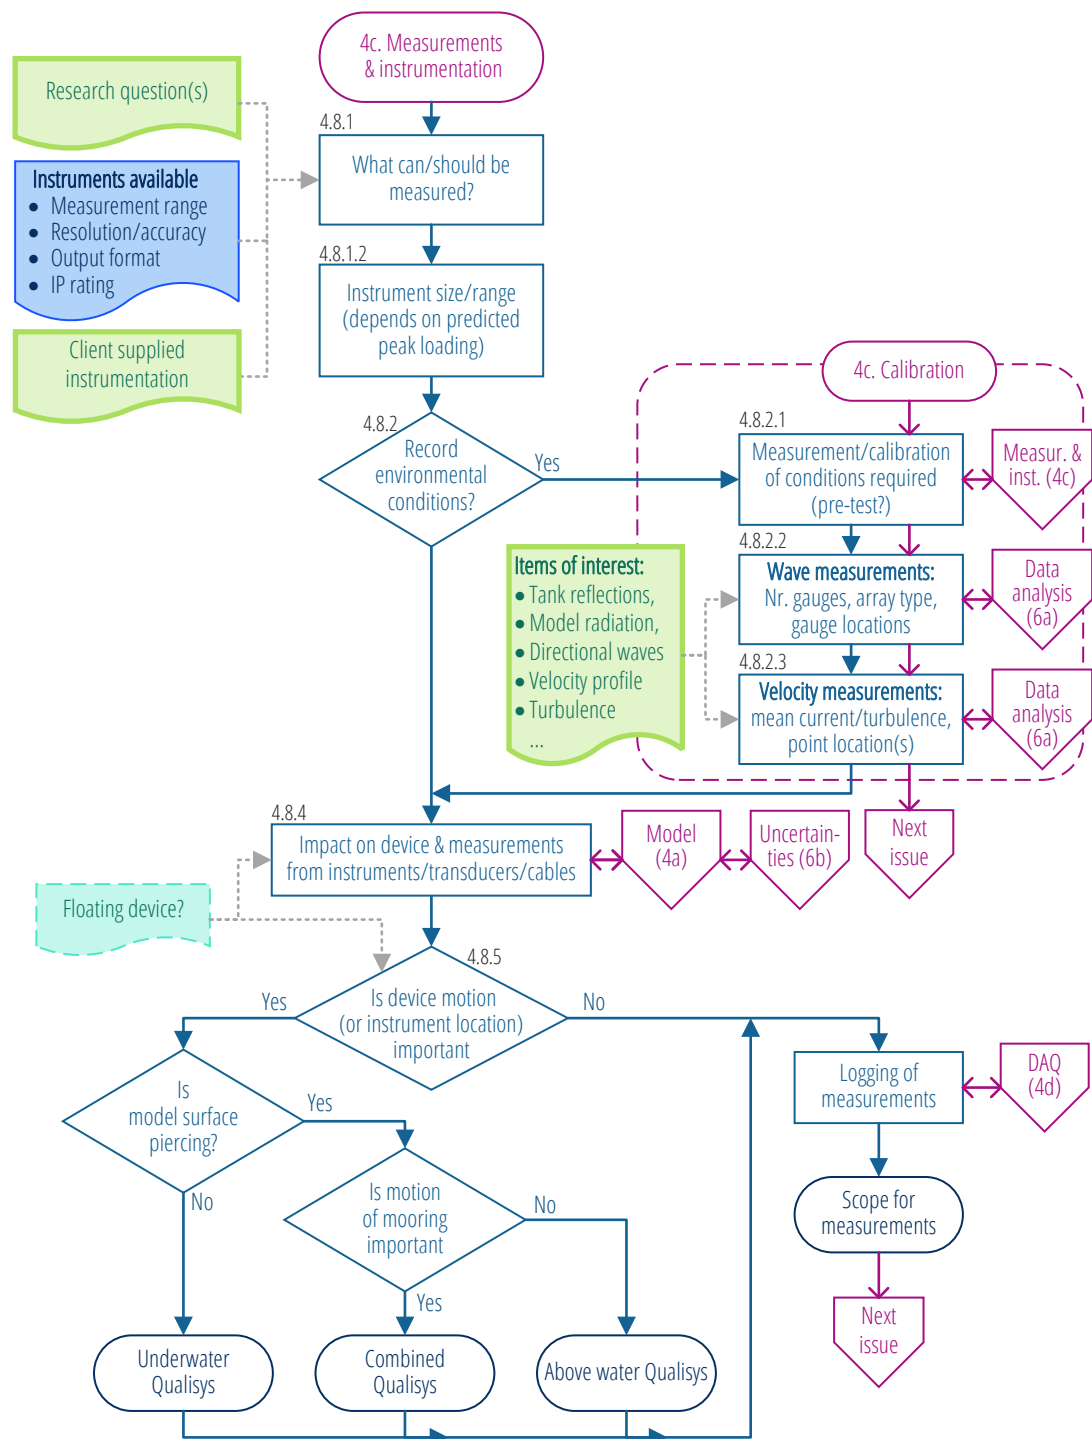 4c. Measurements
& instrumentation
Research question(s)
4.8.1
What can/should be
measured?
Instruments available
• Measurement range
• Resolution/accuracy
• Output format
• IP rating
4.8.1.2
Instrument size/range
(depends on predicted
peak loading)
Client supplied
instrumentation
4c. Calibration
4.8.2
Record
environmental
conditions?
Yes
4.8.2.1
Measurement/calibration
of conditions required
(pre-test?)
Measur. &
inst. (4c)
4.8.2.2
Wave measurements:
Nr. gauges, array type,
gauge locations
Data
analysis
(6a)
Items of interest:
• Tank reflections,
• Model radiation,
• Directional waves
• Velocity profile
• Turbulence
...
4.8.2.3
Velocity measurements:
mean current/turbulence,
point location(s)
Data
analysis
(6a)
4.8.4
Impact on device & measurements
from instruments/transducers/cables
Model
(4a)
Uncertain-
ties (6b)
Next
issue
Floating device?
4.8.5
Is device motion
(or instrument location)
important
Yes
No
Is
model surface
piercing?
Yes
No
Logging of
measurements
DAQ
(4d)
Is motion
of mooring
important
No
Yes
Scope for
measurements
Next
issue
Underwater
Qualisys
Combined
Qualisys
Above water Qualisys